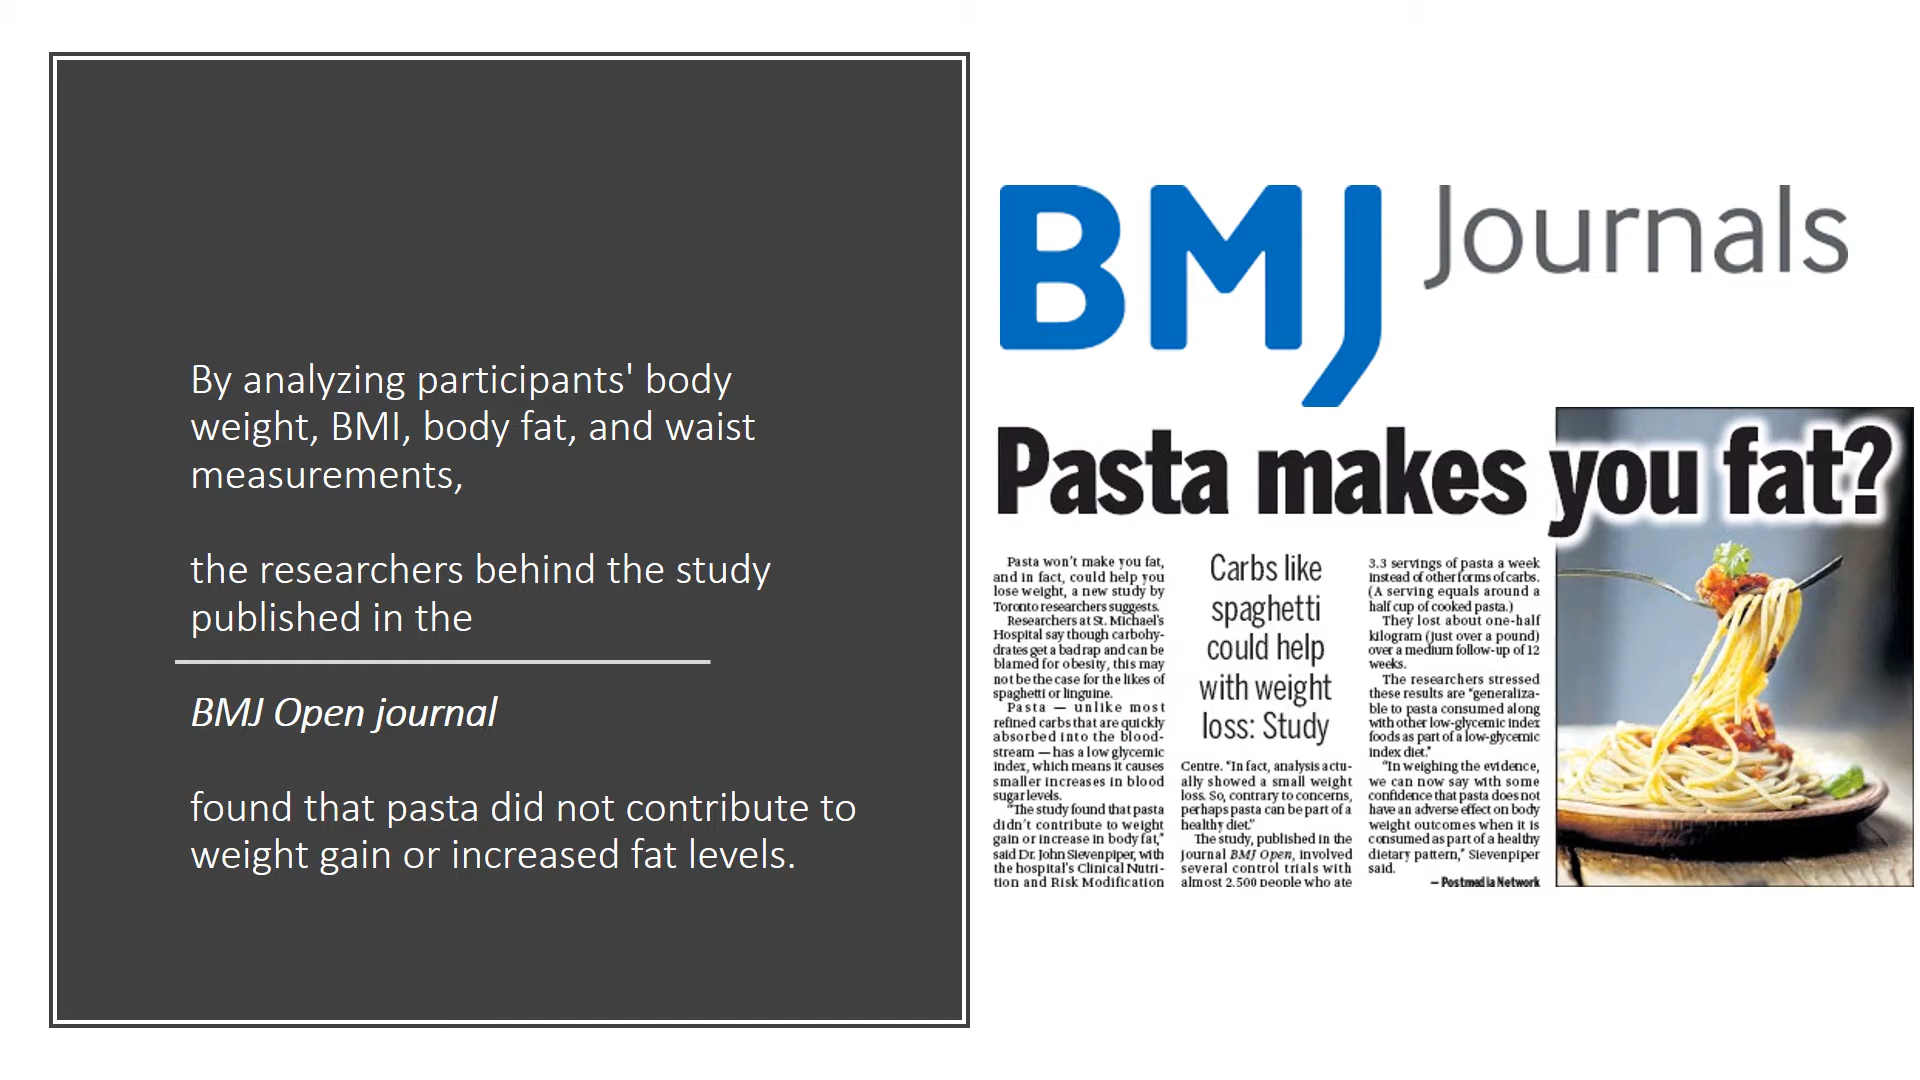 By analyzing participants' body
weight, BMI, body fat, and waist
measurements,
the researchers behind the study
published in the
BMJ Open journal
found that pasta did not contribute to
weight gain or increased fat levels.
BMJ Journals
Pasta makes you fat?
Pasta won't make you fat,
and in fact, could help you
lose weight, a new study by
Toronto researchers suggests.
Researchers at St. Michael's
Hospital say though carbohy-
drates get a bad rap and can be
blamed for obesity, this may
not be the case for the likes of
spaghetti or linguine.
Pasta — unlike most
refined carbs that are quickly
absorbed into the blood-
stream — has a low glycemic
index, which means it causes
smaller increases in blood
sugar levels.
"The study found that pasta
didn't contribute to weight
gain or increase in body fat,"
said Dr. John Sievenpiper, with
the hospital's Clinical Nutri-
tion and Risk Modification
Carbs like
spaghetti
could help
with weight
loss: Study
Centre. "In fact, analysis actu-
ally showed a small weight
loss. So, contrary to concerns,
perhaps pasta can be part of a
healthy diet."
The study, published in the
journal BMJ Open, involved
several control trials with
almost 2,500 people who ate
3.3 servings of pasta a week
instead of other forms of carbs.
(A serving equals around a
half cup of cooked pasta.)
They lost about one-half
kilogram (just over a pound)
over a medium follow-up of 12
weeks.
The researchers stressed
these results are "generaliza-
ble to pasta consumed along
with other low-glycemic index
foods as part of a low-glycemic
index diet."
"In weighing the evidence,
we can now say with some
confidence that pasta does not
have an adverse effect on body
weight outcomes when it is
consumed as part of a healthy
dietary pattern," Sievenpiper
said.
— Postmedia Network